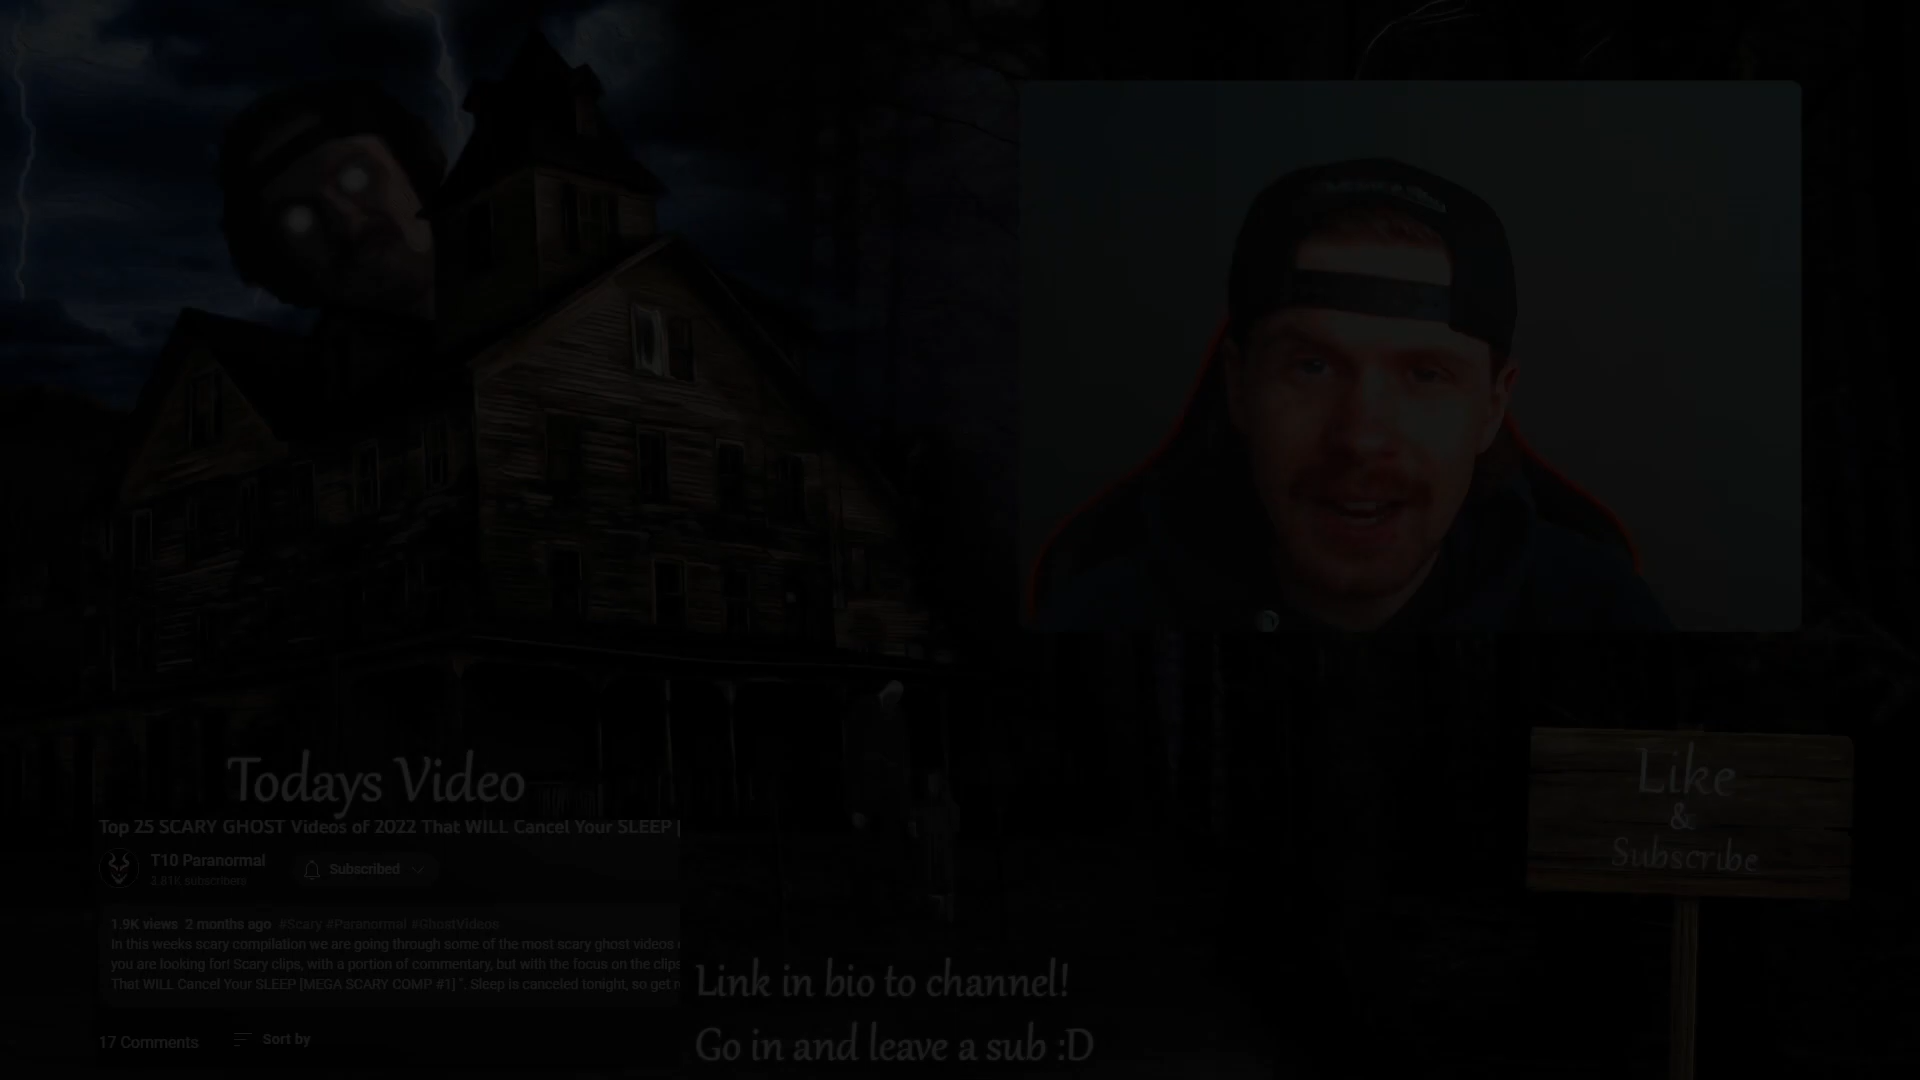 Todays Video
Top 25 SCARY GHOST Videos of 2022 That WILL Cancel Your SLEEP |
T10 Paranormal
3.81K subscribers
Subscribed
1.9K views 2 months ago #Scary #Paranormal #GhostVideos
In this weeks scary compilation we are going through some of the most scary ghost videos
you are looking for! Scary clips, with a portion of commentary, but with the focus on the clips
That WILL Cancel Your SLEEP [MEGA SCARY COMP #1] ". Sleep is canceled tonight, so get
17 Comments
Sort by
Link in bio to channel!
Go in and leave a sub :D
Like
&
Subscribe